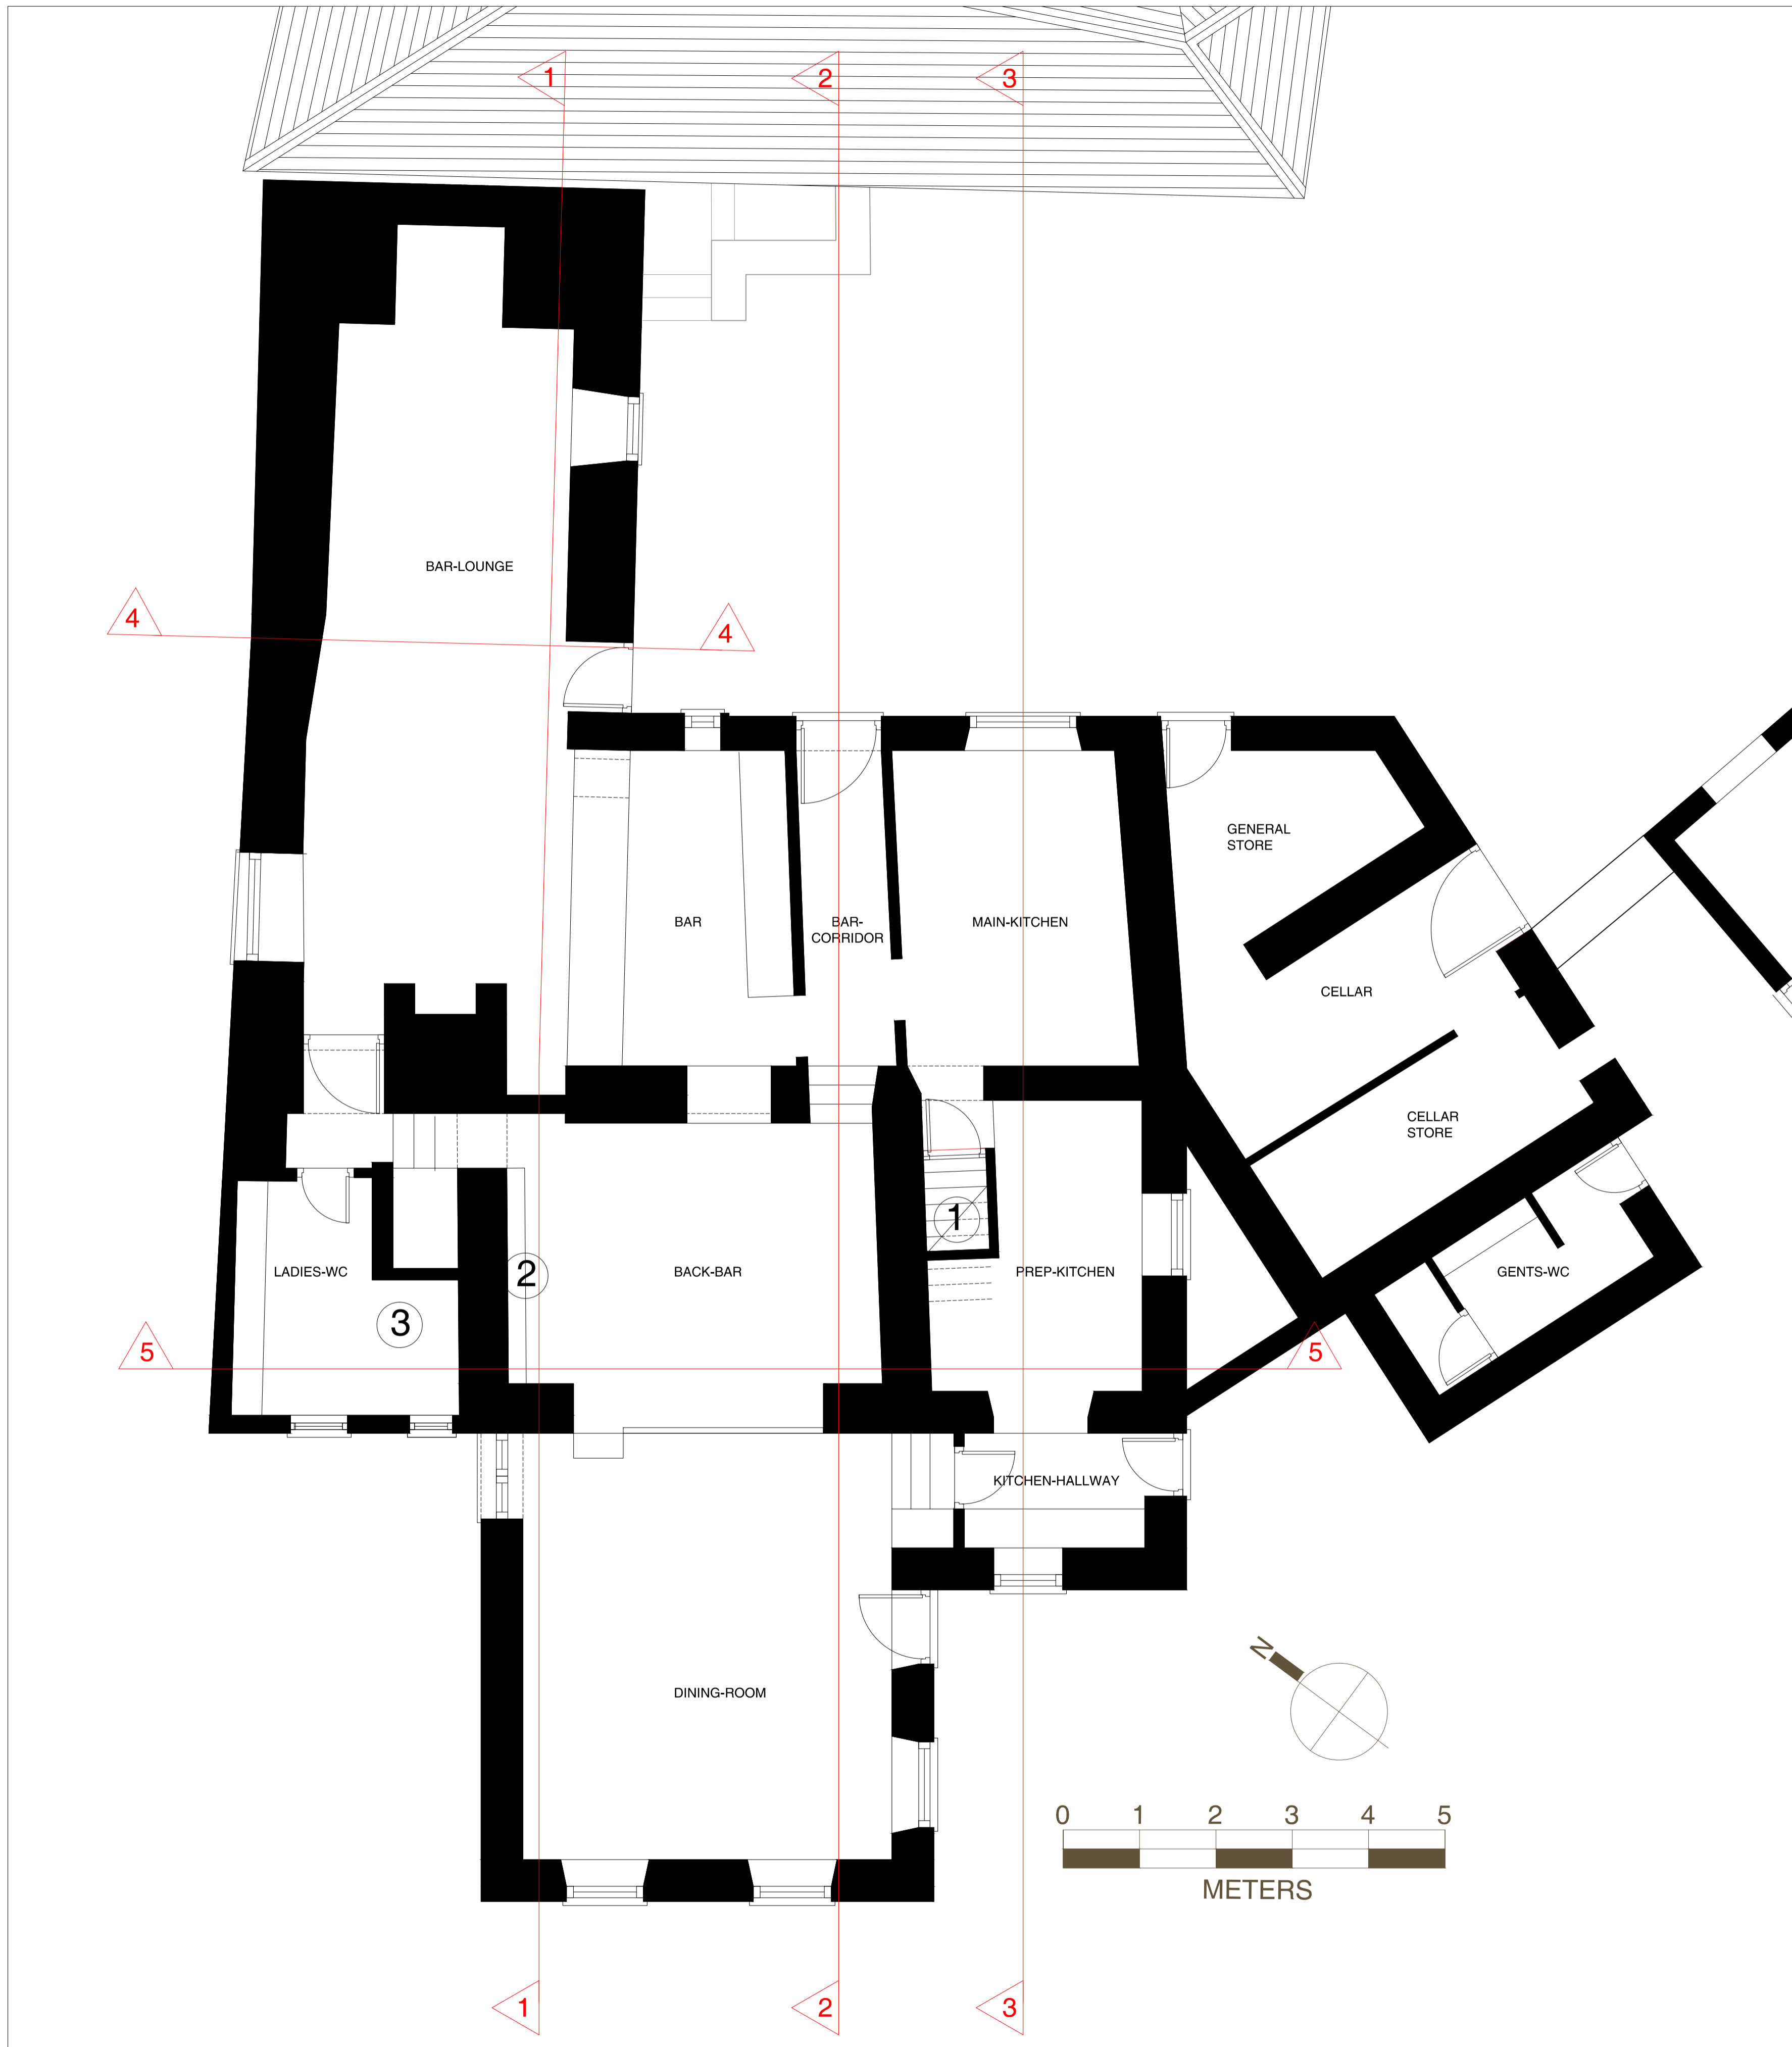 1
2
3
BAR-LOUNGE
4
4
GENERAL
STORE
BAR
BAR-
CORRIDOR
MAIN-KITCHEN
CELLAR
CELLAR
STORE
1
LADIES-WC
2
BACK-BAR
PREP-KITCHEN
GENTS-WC
3
5
5
KITCHEN-HALLWAY
N
DINING-ROOM
0 1 2 3 4 5
METERS
1
2
3